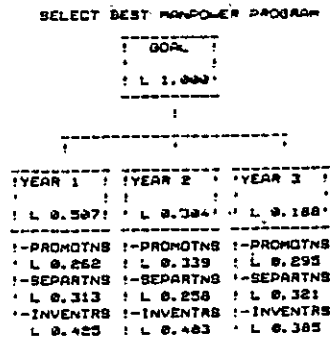 SELECT BEST MANPOWER PROGRAM
GOAL
L 1.000
YEAR 1 YEAR 2 YEAR 3
L 0.507 L 0.304 L 0.188
-PROMOTNS -PROMOTNS -PROMOTNS
L 0.262 L 0.339 L 0.295
-SEPARTNS -SEPARTNS -SEPARTNS
L 0.313 L 0.258 L 0.321
-INVENTRS -INVENTRS -INVENTRS
L 0.425 L 0.403 L 0.385